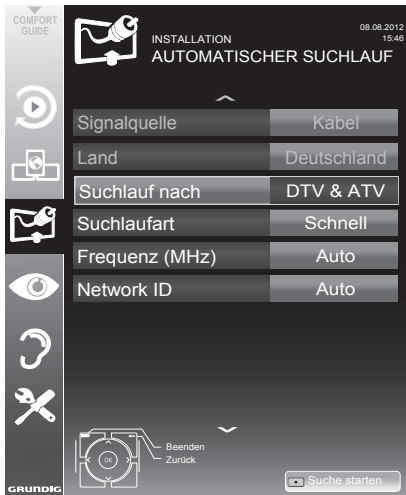 COMFORT
GUIDE
08.08.2012
15:46
INSTALLATION
AUTOMATISCHER SUCHLAUF
Signalquelle Kabel
Land Deutschland
Suchlauf nach DTV & ATV
Suchlaufart Schnell
Frequenz (MHz) Auto
Network ID Auto
OK
Beenden
Zurück
Suche starten
GRUNDIG